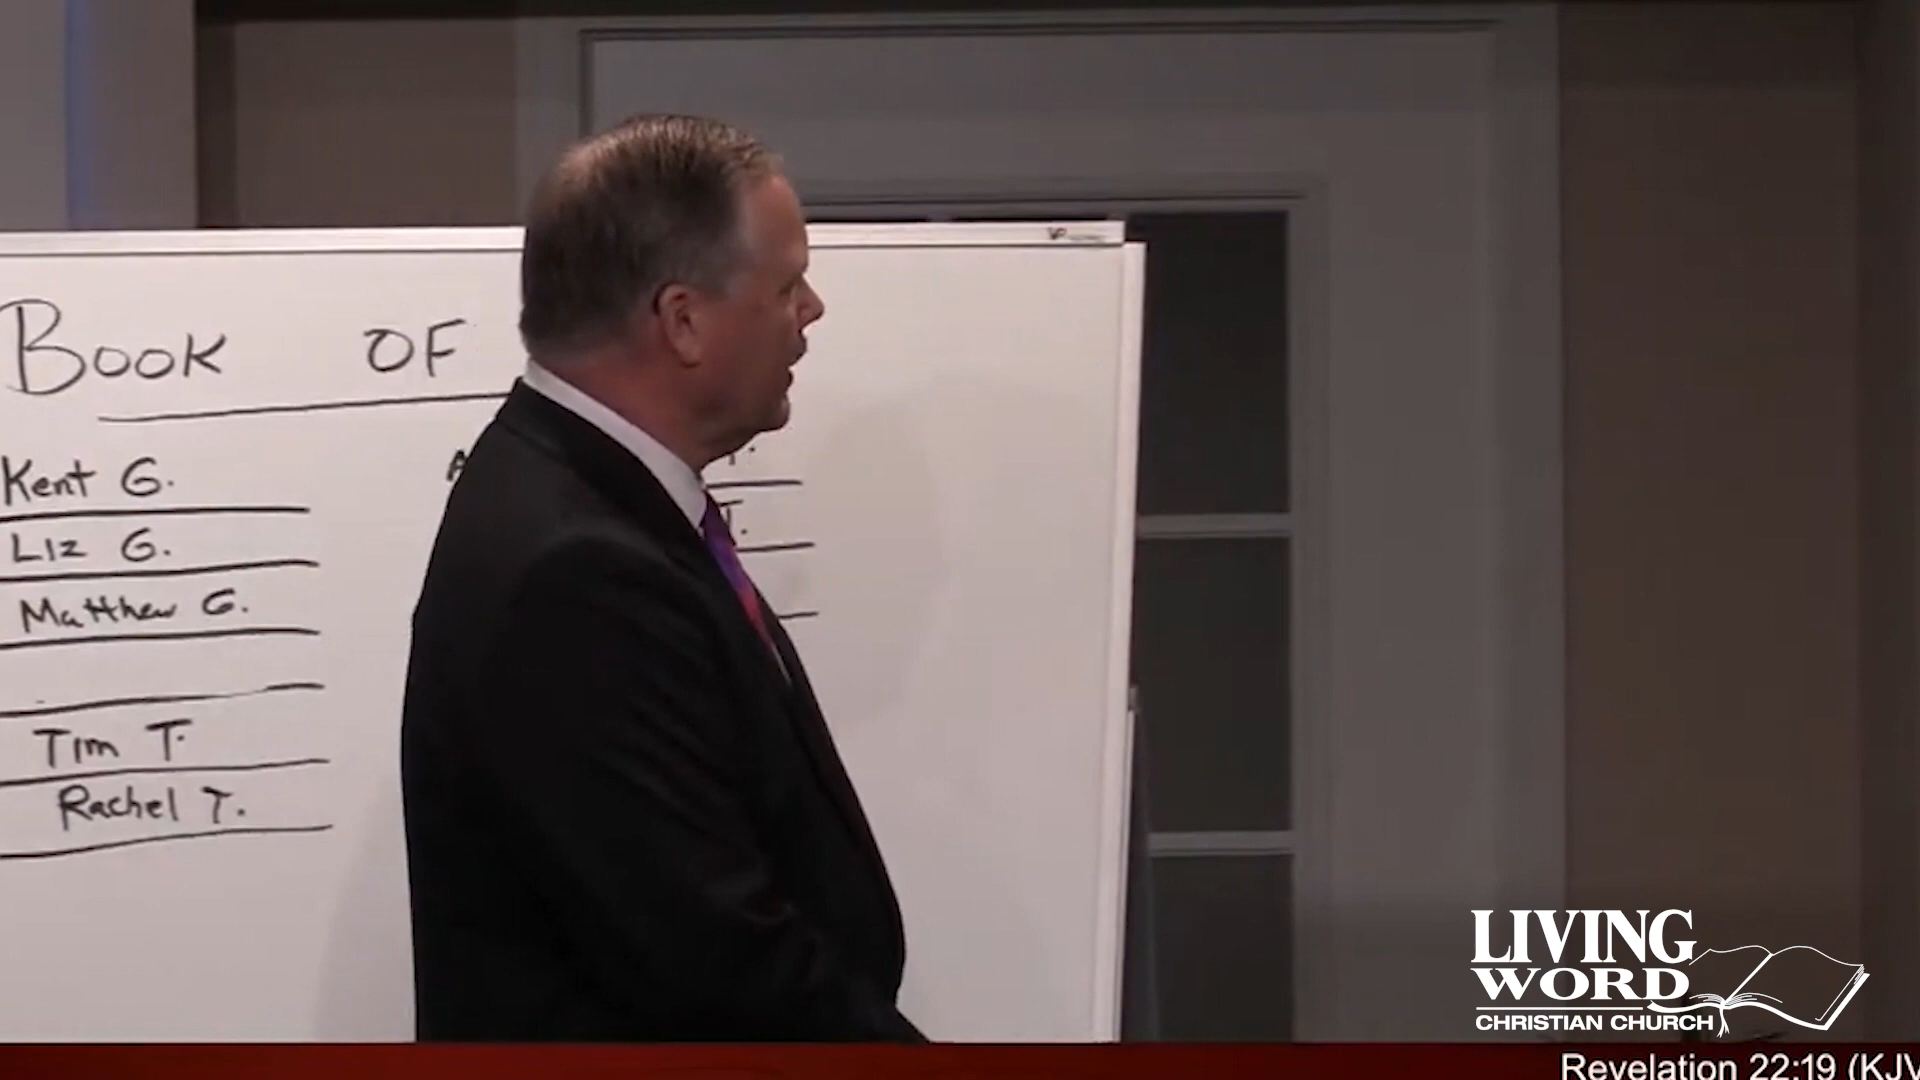 BOOK OF
Kent G.
Liz G.
Matthew G.
Tim T.
Rachel T.
T.
LIVING
WORD
CHRISTIAN CHURCH
Revelation 22:19 (KJV